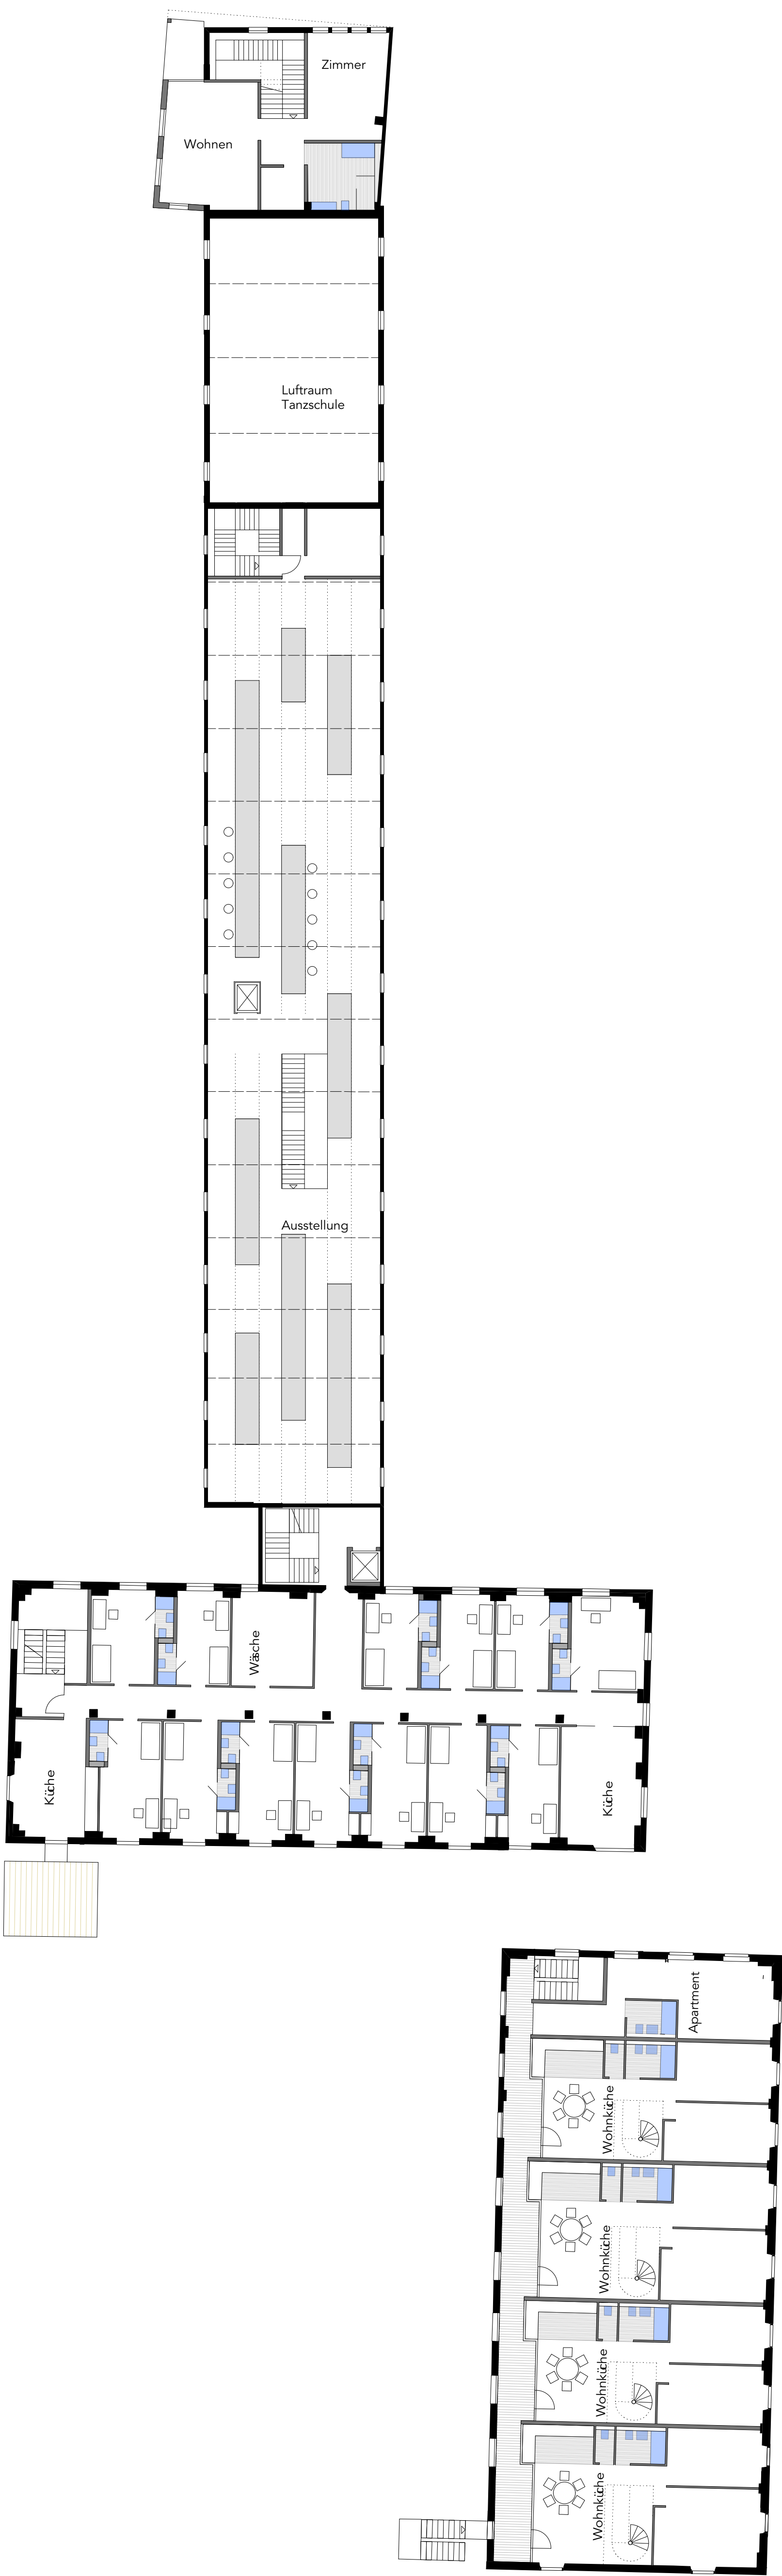 Zimmer
Wohnen
Luftraum
Tanzschule
Ausstellung
Wäsche
Küche
Küche
Apartment
Wohnküche
Wohnküche
Wohnküche
Wohnküche